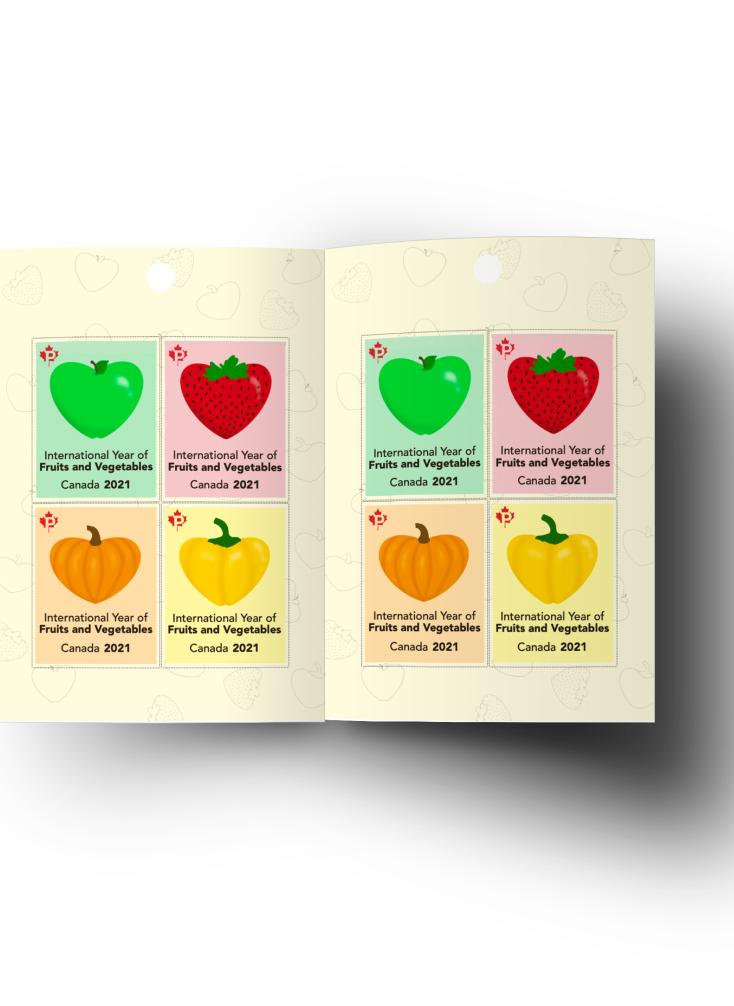 P
International Year of
Fruits and Vegetables
Canada 2021
P
International Year of
Fruits and Vegetables
Canada 2021
P
International Year of
Fruits and Vegetables
Canada 2021
P
International Year of
Fruits and Vegetables
Canada 2021
P
International Year of
Fruits and Vegetables
Canada 2021
P
International Year of
Fruits and Vegetables
Canada 2021
P
International Year of
Fruits and Vegetables
Canada 2021
P
International Year of
Fruits and Vegetables
Canada 2021